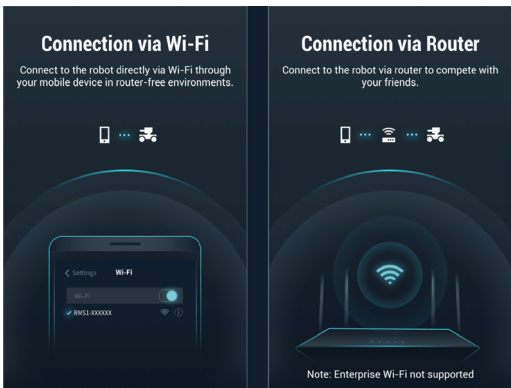 Connection via Wi-Fi
Connect to the robot directly via Wi-Fi through
your mobile device in router-free environments.
Settings Wi-Fi
Wi-Fi
RMS1-XXXXXX
Connection via Router
Connect to the robot via router to compete with
your friends.
Note: Enterprise Wi-Fi not supported